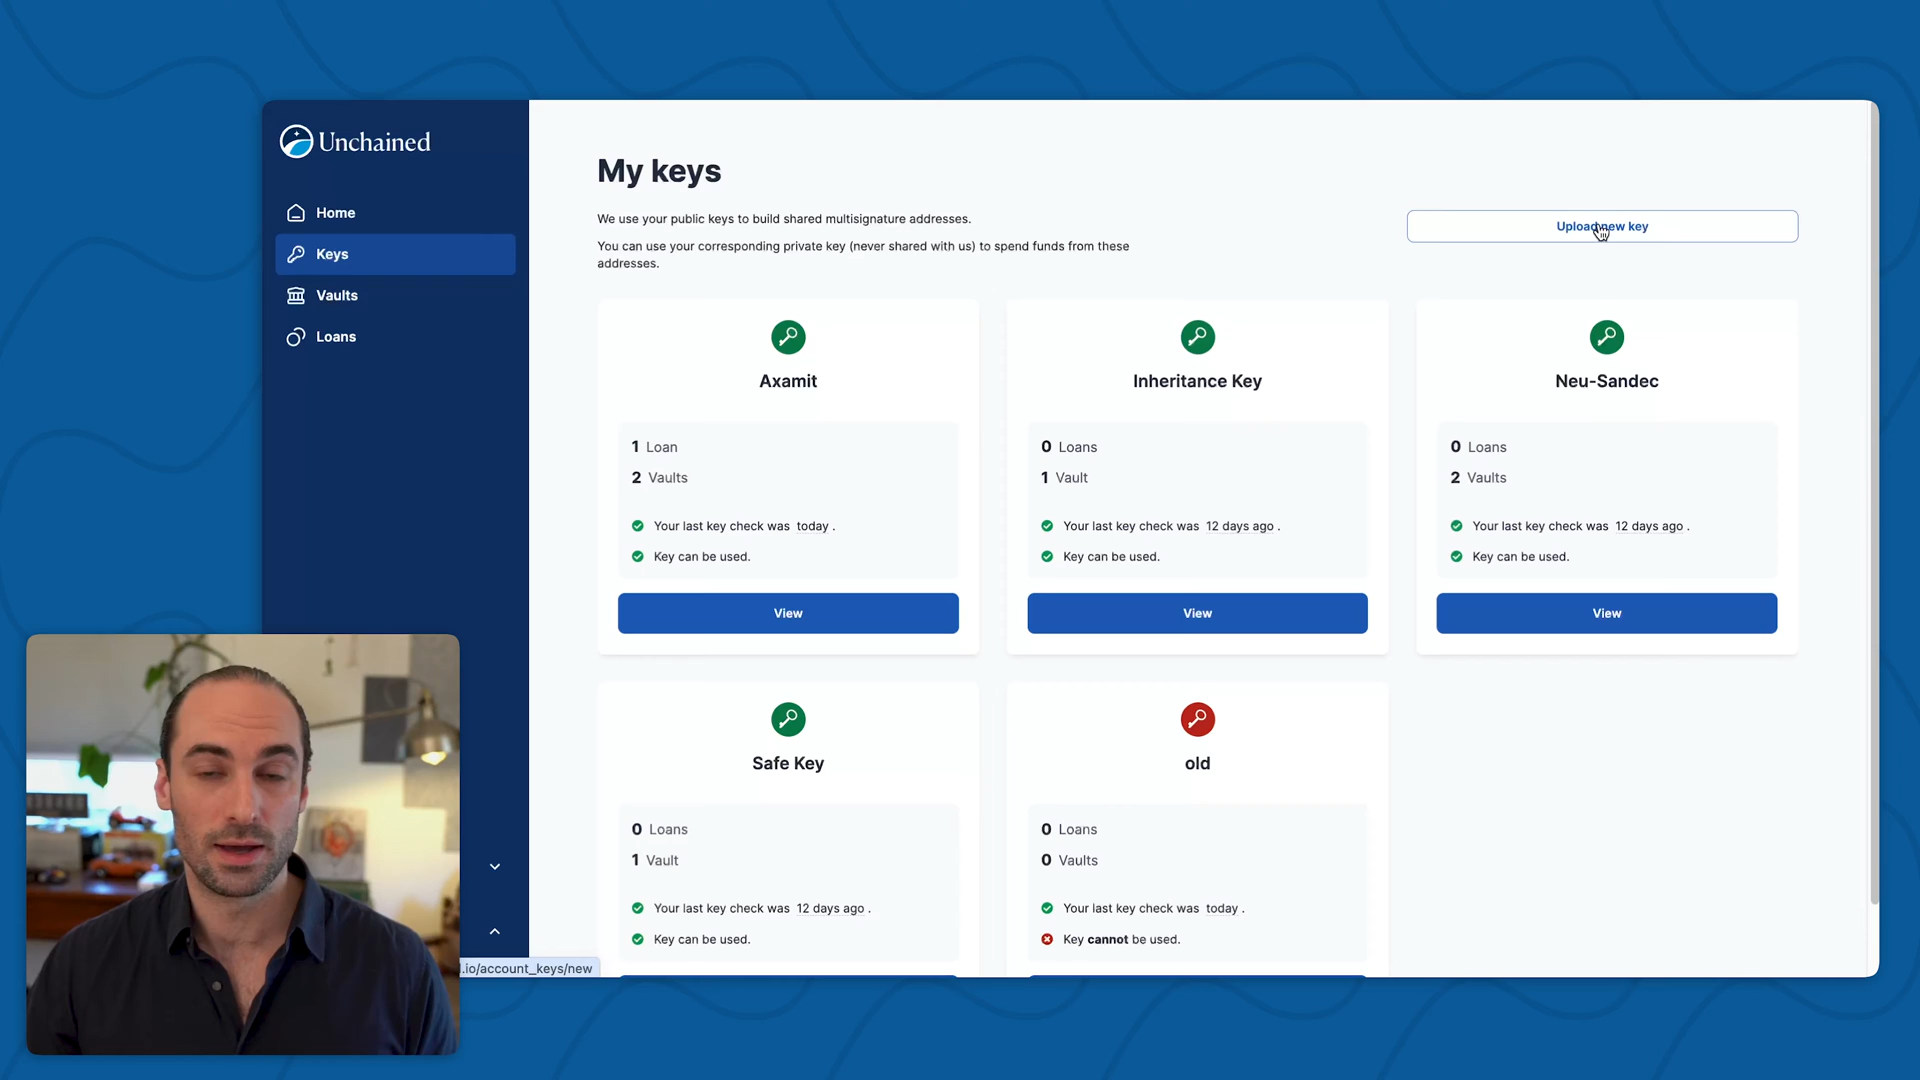 Unchained
Home
Keys
Vaults
Loans
My keys
We use your public keys to build shared multisignature addresses.
You can use your corresponding private key (never shared with us) to spend funds from these
addresses.
Upload new key
Axamit
1 Loan
2 Vaults
Your last key check was today .
Key can be used.
View
Inheritance Key
0 Loans
1 Vault
Your last key check was 12 days ago .
Key can be used.
View
Neu-Sandec
0 Loans
2 Vaults
Your last key check was 12 days ago .
Key can be used.
View
Safe Key
0 Loans
1 Vault
Your last key check was 12 days ago .
Key can be used.
old
0 Loans
0 Vaults
Your last key check was today .
Key cannot be used.
.io/account_keys/new